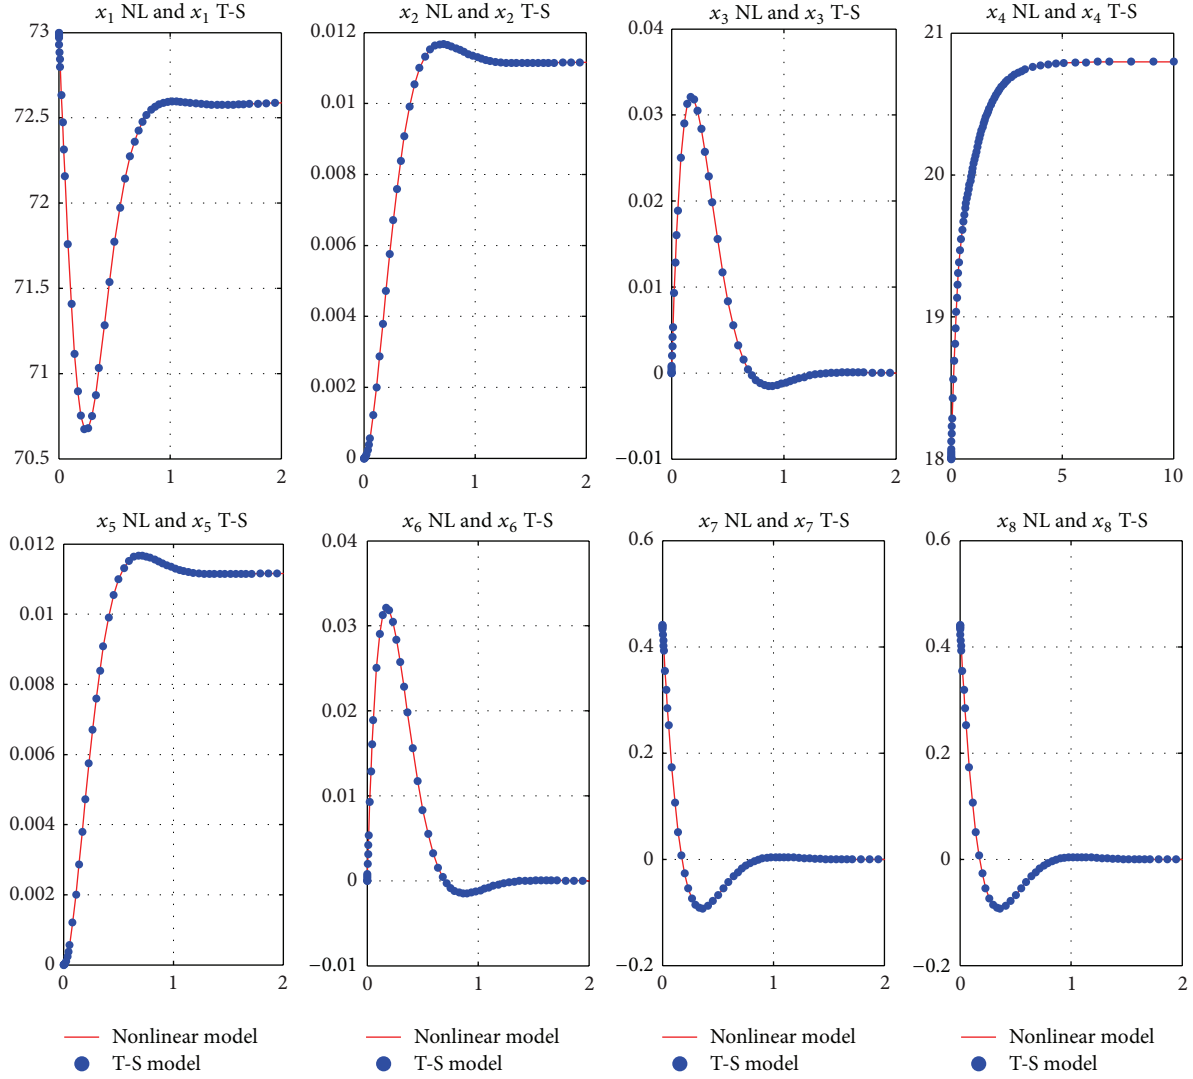 x₁ NL and x₁ T-S
73
72.5
72
71.5
71
70.5
0 1 2
x₂ NL and x₂ T-S
0.012
0.01
0.008
0.006
0.004
0.002
0
0 1 2
x₃ NL and x₃ T-S
0.04
0.03
0.02
0.01
0
−0.01
0 1 2
x₄ NL and x₄ T-S
21
20
19
18
0 5 10
x₅ NL and x₅ T-S
0.012
0.01
0.008
0.006
0.004
0.002
0
0 1 2
Nonlinear model
T-S model
x₆ NL and x₆ T-S
0.04
0.03
0.02
0.01
0
−0.01
0 1 2
Nonlinear model
T-S model
x₇ NL and x₇ T-S
0.6
0.4
0.2
0
−0.2
0 1 2
Nonlinear model
T-S model
x₈ NL and x₈ T-S
0.6
0.4
0.2
0
−0.2
0 1 2
Nonlinear model
T-S model